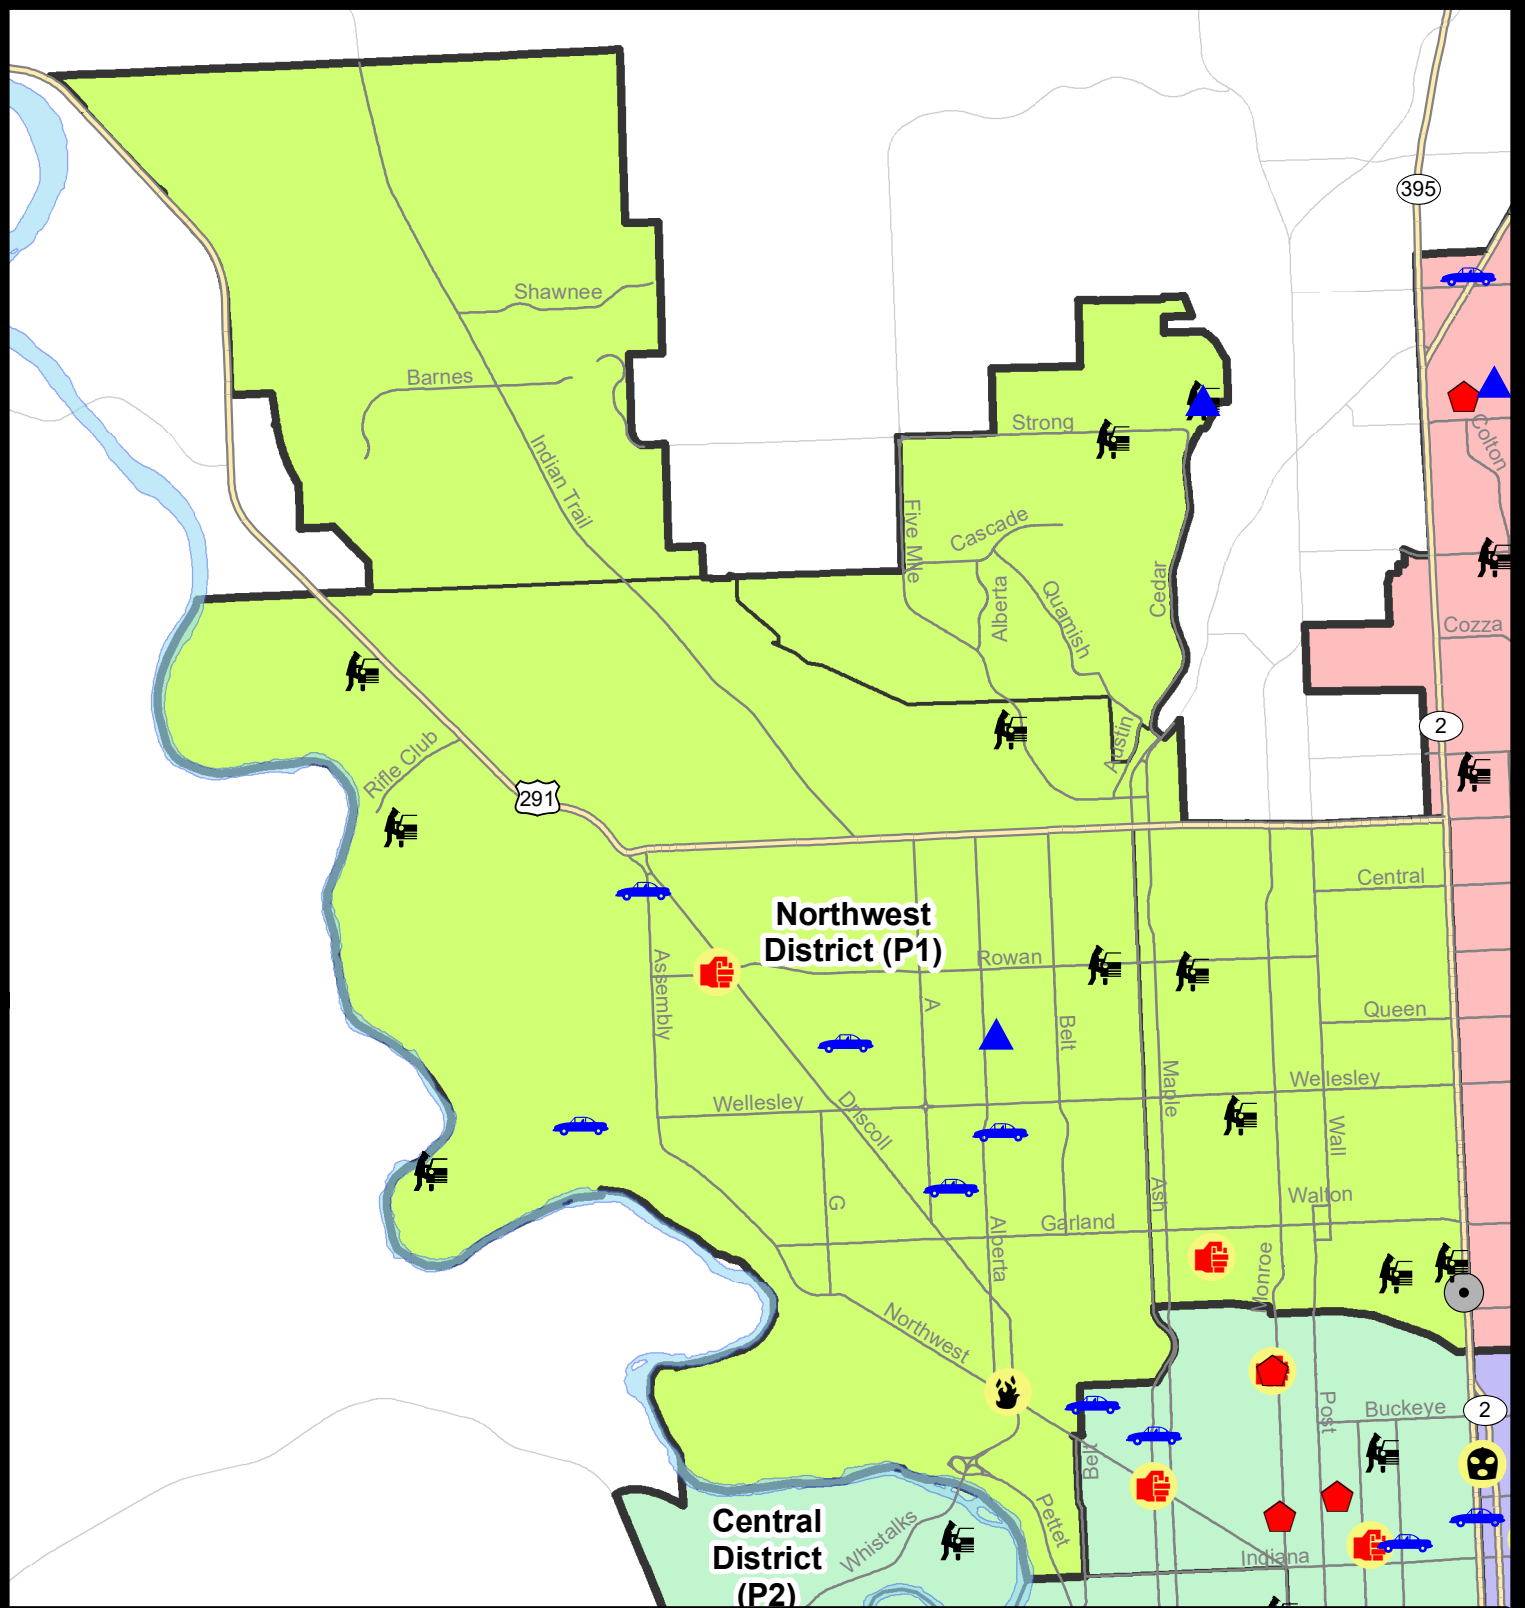 395
Shawnee
Barnes
Indian Trail
Strong
Colton
Five Mile
Cascade
Alberta
Quamish
Cedar
Cozza
2
Austin
Rifle Club
291
Central
Northwest
District (P1)
Assembly
Rowan
A
Belt
Queen
Maple
Wellesley
Wellesley
Driscoll
Wall
G
Ash
Walton
Garland
Alberta
Monroe
Northwest
Post
Buckeye
2
Belt
Pettet
Central
District
(P2)
Whistalks
Indiana